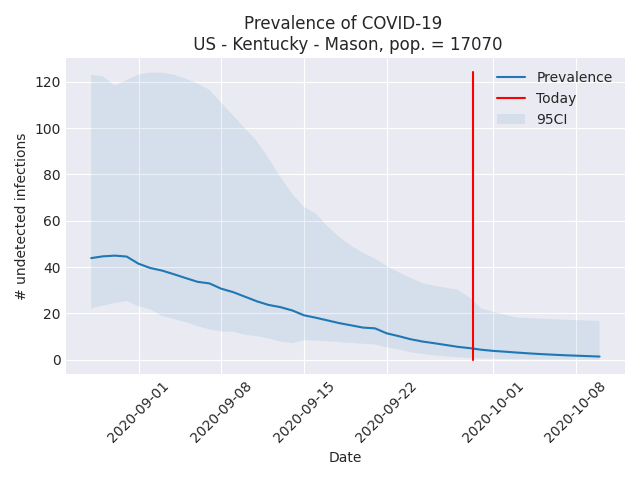 Prevalence of COVID-19
US - Kentucky - Mason, pop. = 17070
# undetected infections
120
100
80
60
40
20
0
Prevalence
Today
95CI
2020-09-01
2020-09-08
2020-09-15
2020-09-22
2020-10-01
2020-10-08
Date